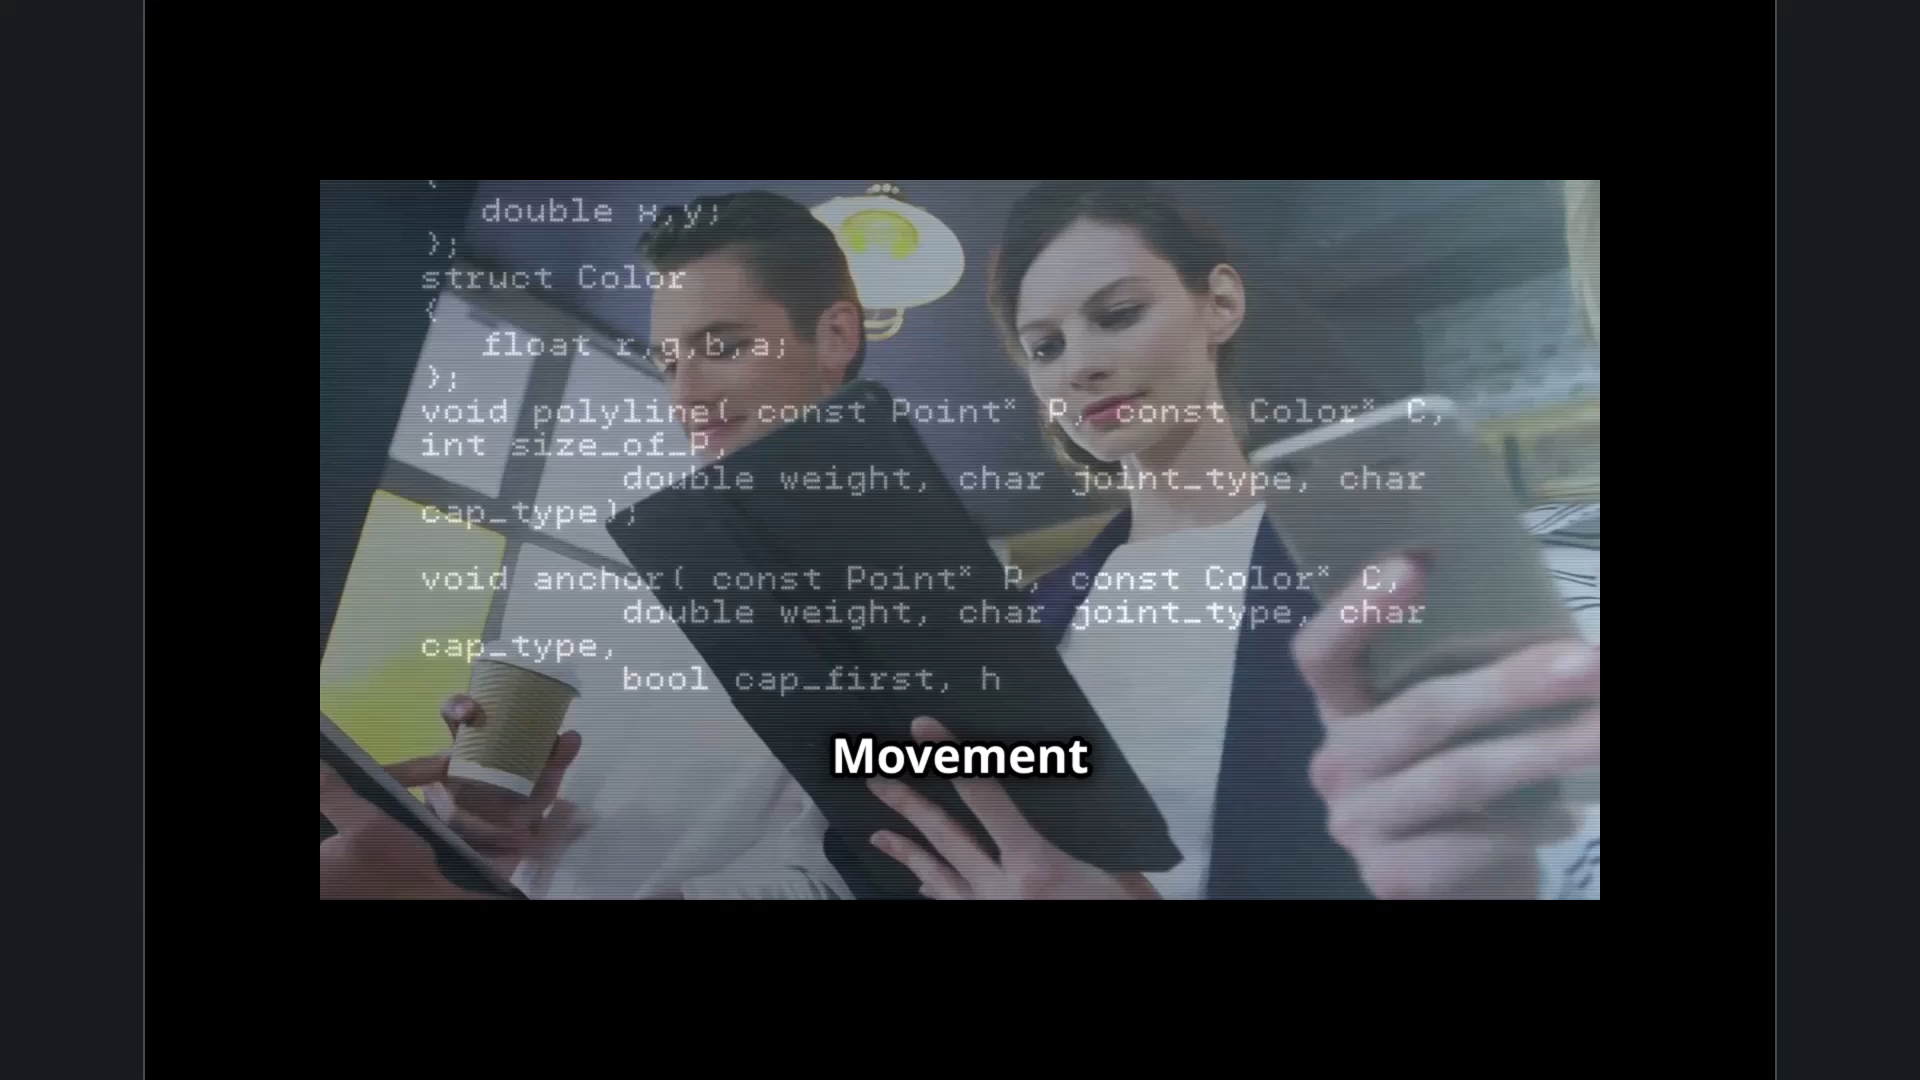 {
double x,y;
};
struct Color
{
float r,g,b,a;
};
void polyline( const Point* P, const Color* C,
int size_of_P,
double weight, char joint_type, char
cap_type);
void anchor( const Point* P, const Color* C,
double weight, char joint_type, char
cap_type,
bool cap_first, h
Movement